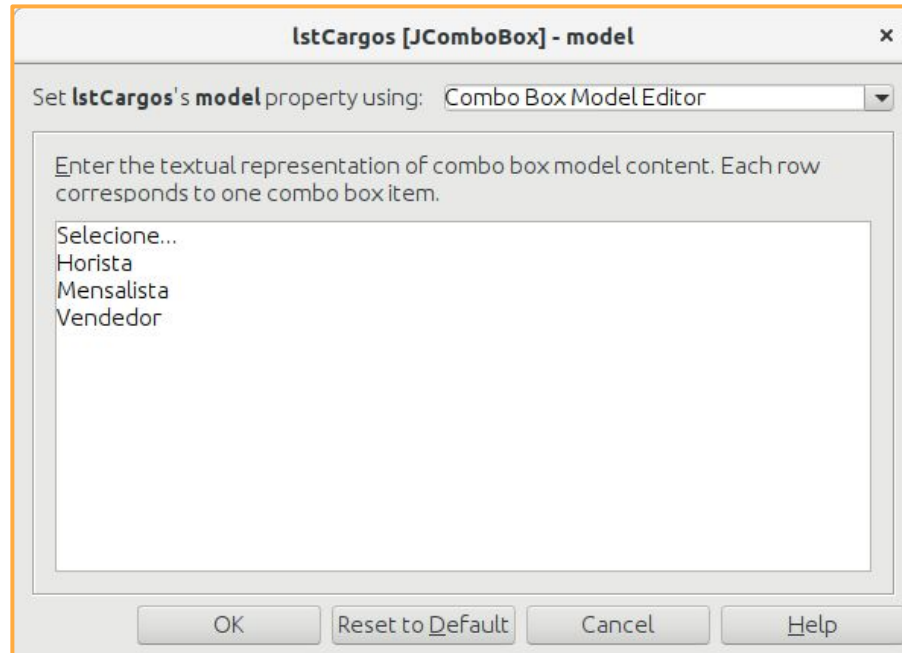 lstCargos [JComboBox] - model ×
Set lstCargos's model property using: Combo Box Model Editor
Enter the textual representation of combo box model content. Each row
corresponds to one combo box item.
Selecione...
Horista
Mensalista
Vendedor
OK Reset to Default Cancel Help